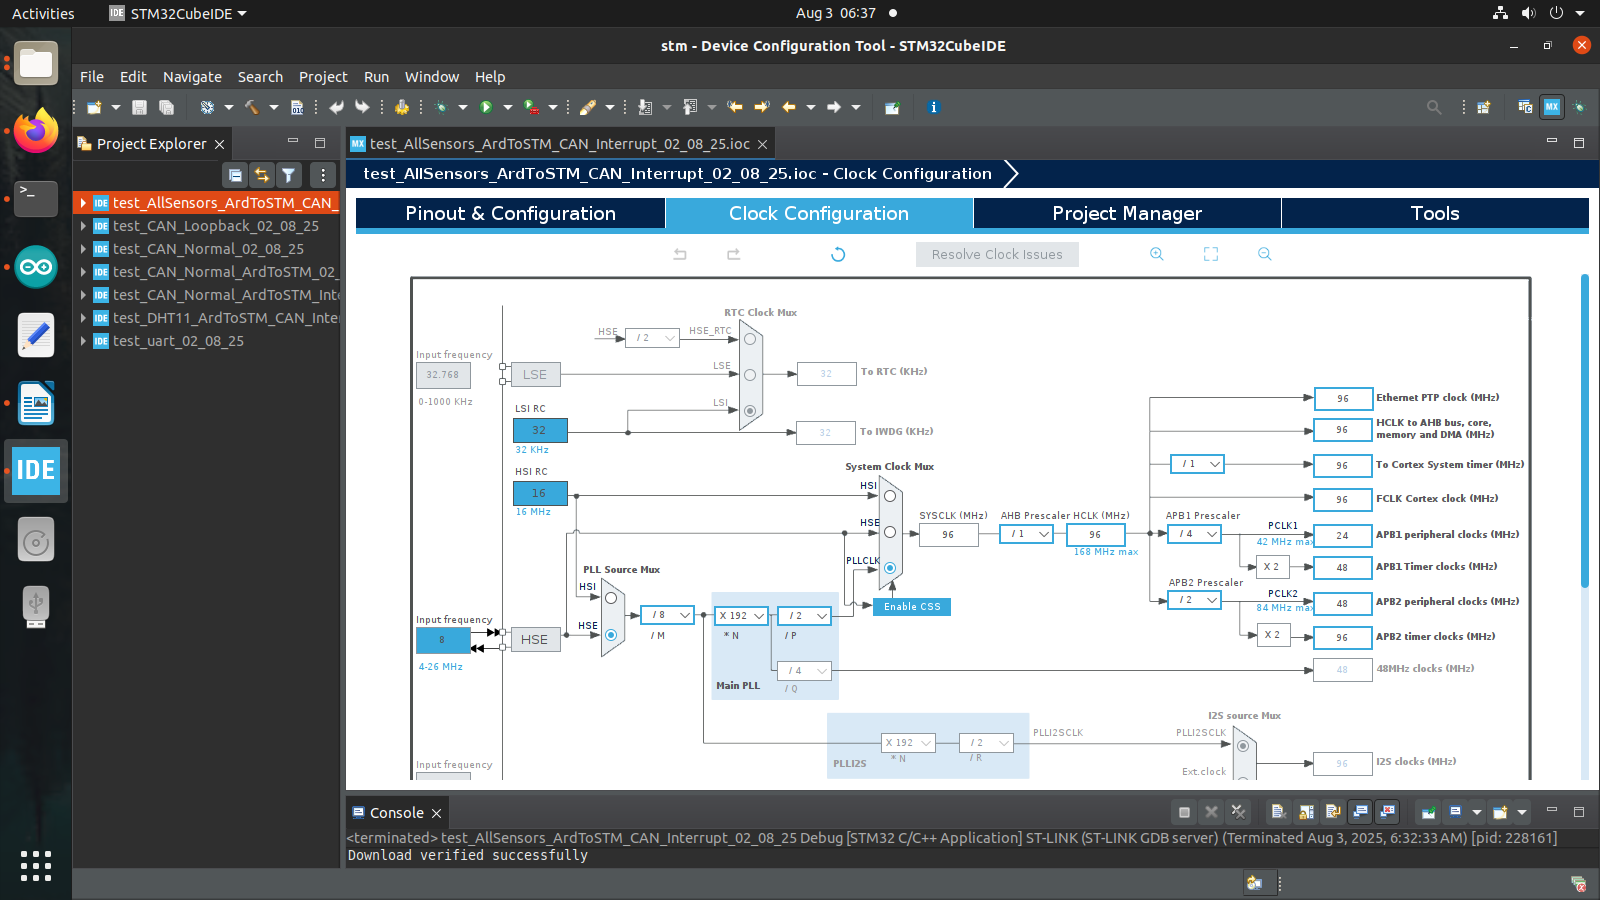 Activities
STM32CubeIDE
Aug 3 06:37
stm - Device Configuration Tool - STM32CubeIDE
File Edit Navigate Search Project Run Window Help
Project Explorer
test_AllSensors_ArdToSTM_CAN_
test_CAN_Loopback_02_08_25
test_CAN_Normal_02_08_25
test_CAN_Normal_ArdToSTM_02_
test_CAN_Normal_ArdToSTM_Inte
test_DHT11_ArdToSTM_CAN_Inter
test_uart_02_08_25
test_AllSensors_ArdToSTM_CAN_Interrupt_02_08_25.ioc
test_AllSensors_ArdToSTM_CAN_Interrupt_02_08_25.ioc - Clock Configuration
Pinout & Configuration
Clock Configuration
Project Manager
Tools
Resolve Clock Issues
RTC Clock Mux
HSE
/ 2
HSE_RTC
Input frequency
32.768
0-1000 KHz
LSE
LSE
32
To RTC (KHz)
LSI RC
32
32 KHz
LSI
32
To IWDG (KHz)
HSI RC
16
16 MHz
System Clock Mux
HSI
HSE
PLLCLK
SYSCLK (MHz)
96
AHB Prescaler
/ 1
HCLK (MHz)
96
168 MHz max
Enable CSS
PLL Source Mux
HSI
HSE
Input frequency
8
4-26 MHz
HSE
/ 8
/ M
X 192
* N
/ 2
/ P
/ 4
/ Q
Main PLL
96
Ethernet PTP clock (MHz)
96
HCLK to AHB bus, core,
memory and DMA (MHz)
/ 1
96
To Cortex System timer (MHz)
96
FCLK Cortex clock (MHz)
APB1 Prescaler
/ 4
PCLK1
42 MHz max
24
APB1 peripheral clocks (MHz)
X 2
48
APB1 Timer clocks (MHz)
APB2 Prescaler
/ 2
PCLK2
84 MHz max
48
APB2 peripheral clocks (MHz)
X 2
96
APB2 timer clocks (MHz)
48
48MHz clocks (MHz)
I2S source Mux
PLLI2SCLK
PLLI2SCLK
X 192
* N
/ 2
/ R
PLLI2S
Ext.clock
96
I2S clocks (MHz)
Input frequency
Console
<terminated> test_AllSensors_ArdToSTM_CAN_Interrupt_02_08_25 Debug [STM32 C/C++ Application] ST-LINK (ST-LINK GDB server) (Terminated Aug 3, 2025, 6:32:33 AM) [pid: 228161]
Download verified successfully
IDE
MX